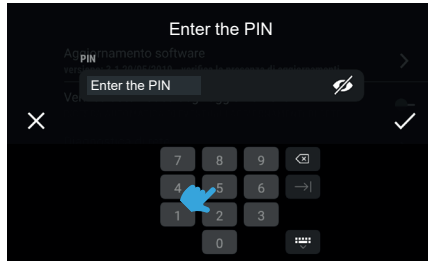 Enter the PIN
Aggiornamento software
PIN
Enter the PIN
7 8 9
4 5 6
1 2 3
0